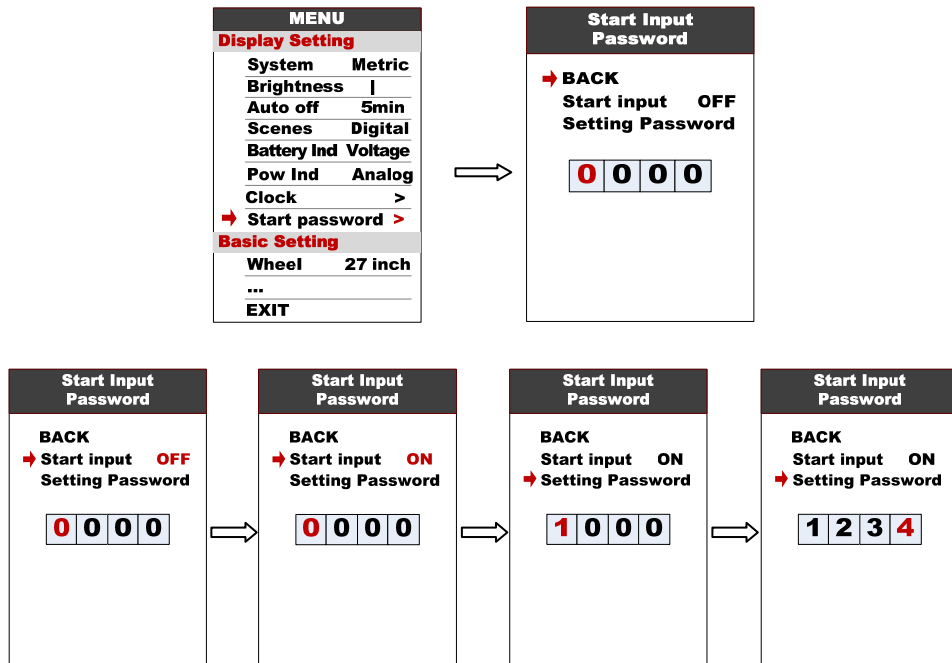 MENU
Display Setting
System Metric
Brightness |
Auto off 5min
Scenes Digital
Battery Ind Voltage
Pow Ind Analog
Clock >
Start password >
Basic Setting
Wheel 27 inch
...
EXIT
Start Input
Password
BACK
Start input OFF
Setting Password
0 0 0 0
Start Input
Password
BACK
Start input OFF
Setting Password
0 0 0 0
Start Input
Password
BACK
Start input ON
Setting Password
0 0 0 0
Start Input
Password
BACK
Start input ON
Setting Password
1 0 0 0
Start Input
Password
BACK
Start input ON
Setting Password
1 2 3 4